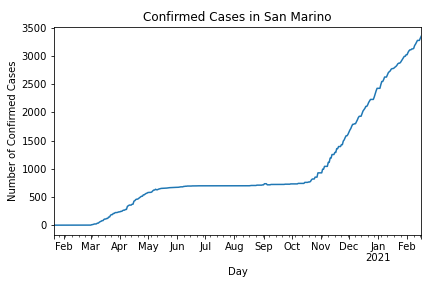 Confirmed Cases in San Marino
Number of Confirmed Cases
3500
3000
2500
2000
1500
1000
500
0
Feb Mar Apr May Jun Jul Aug Sep Oct Nov Dec Jan Feb
2021
Day